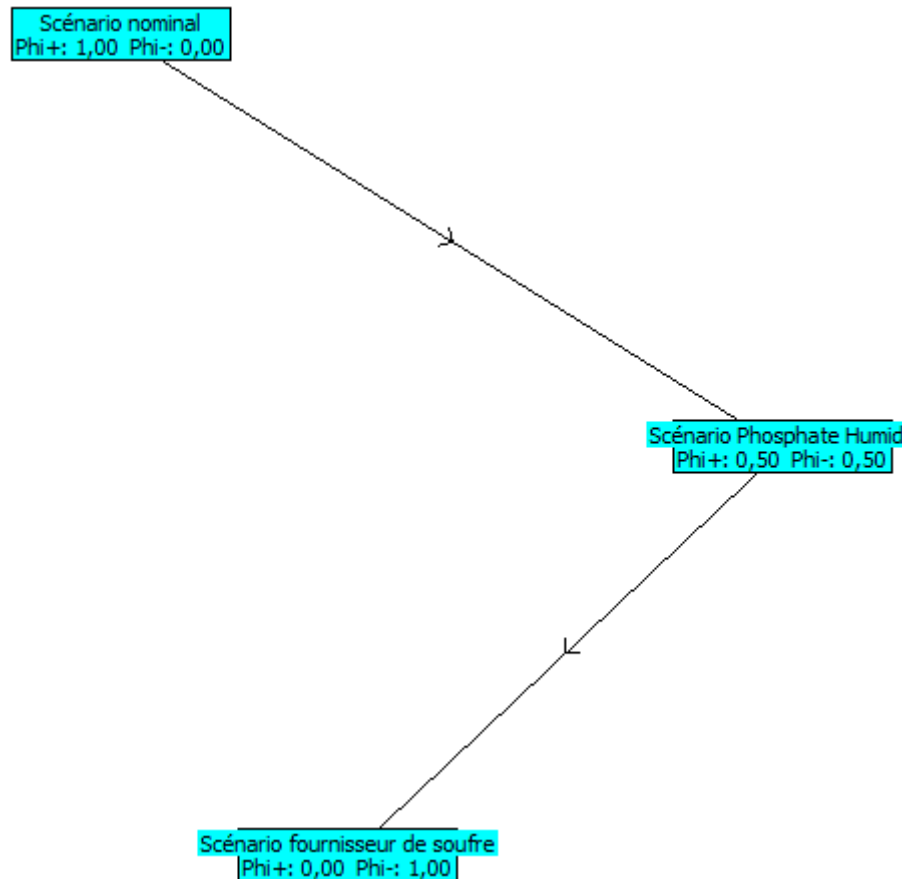 Scénario nominal
Phi+: 1,00 Phi-: 0,00
Scénario Phosphate Humid
Phi+: 0,50 Phi-: 0,50
Scénario fournisseur de soufre
Phi+: 0,00 Phi-: 1,00